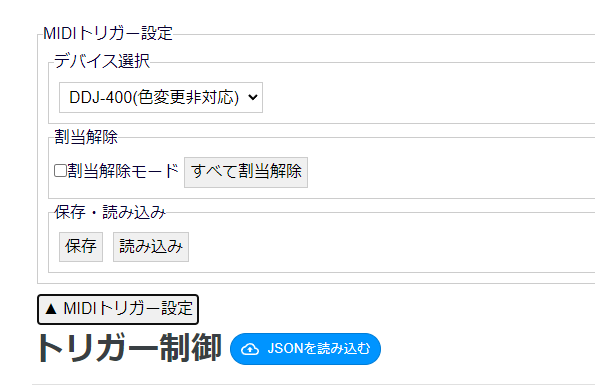 MIDIトリガー設定
デバイス選択
DDJ-400(色変更非対応)
割当解除
割当解除モード すべて割当解除
保存・読み込み
保存 読み込み
▲ MIDIトリガー設定
トリガー制御 JSONを読み込む